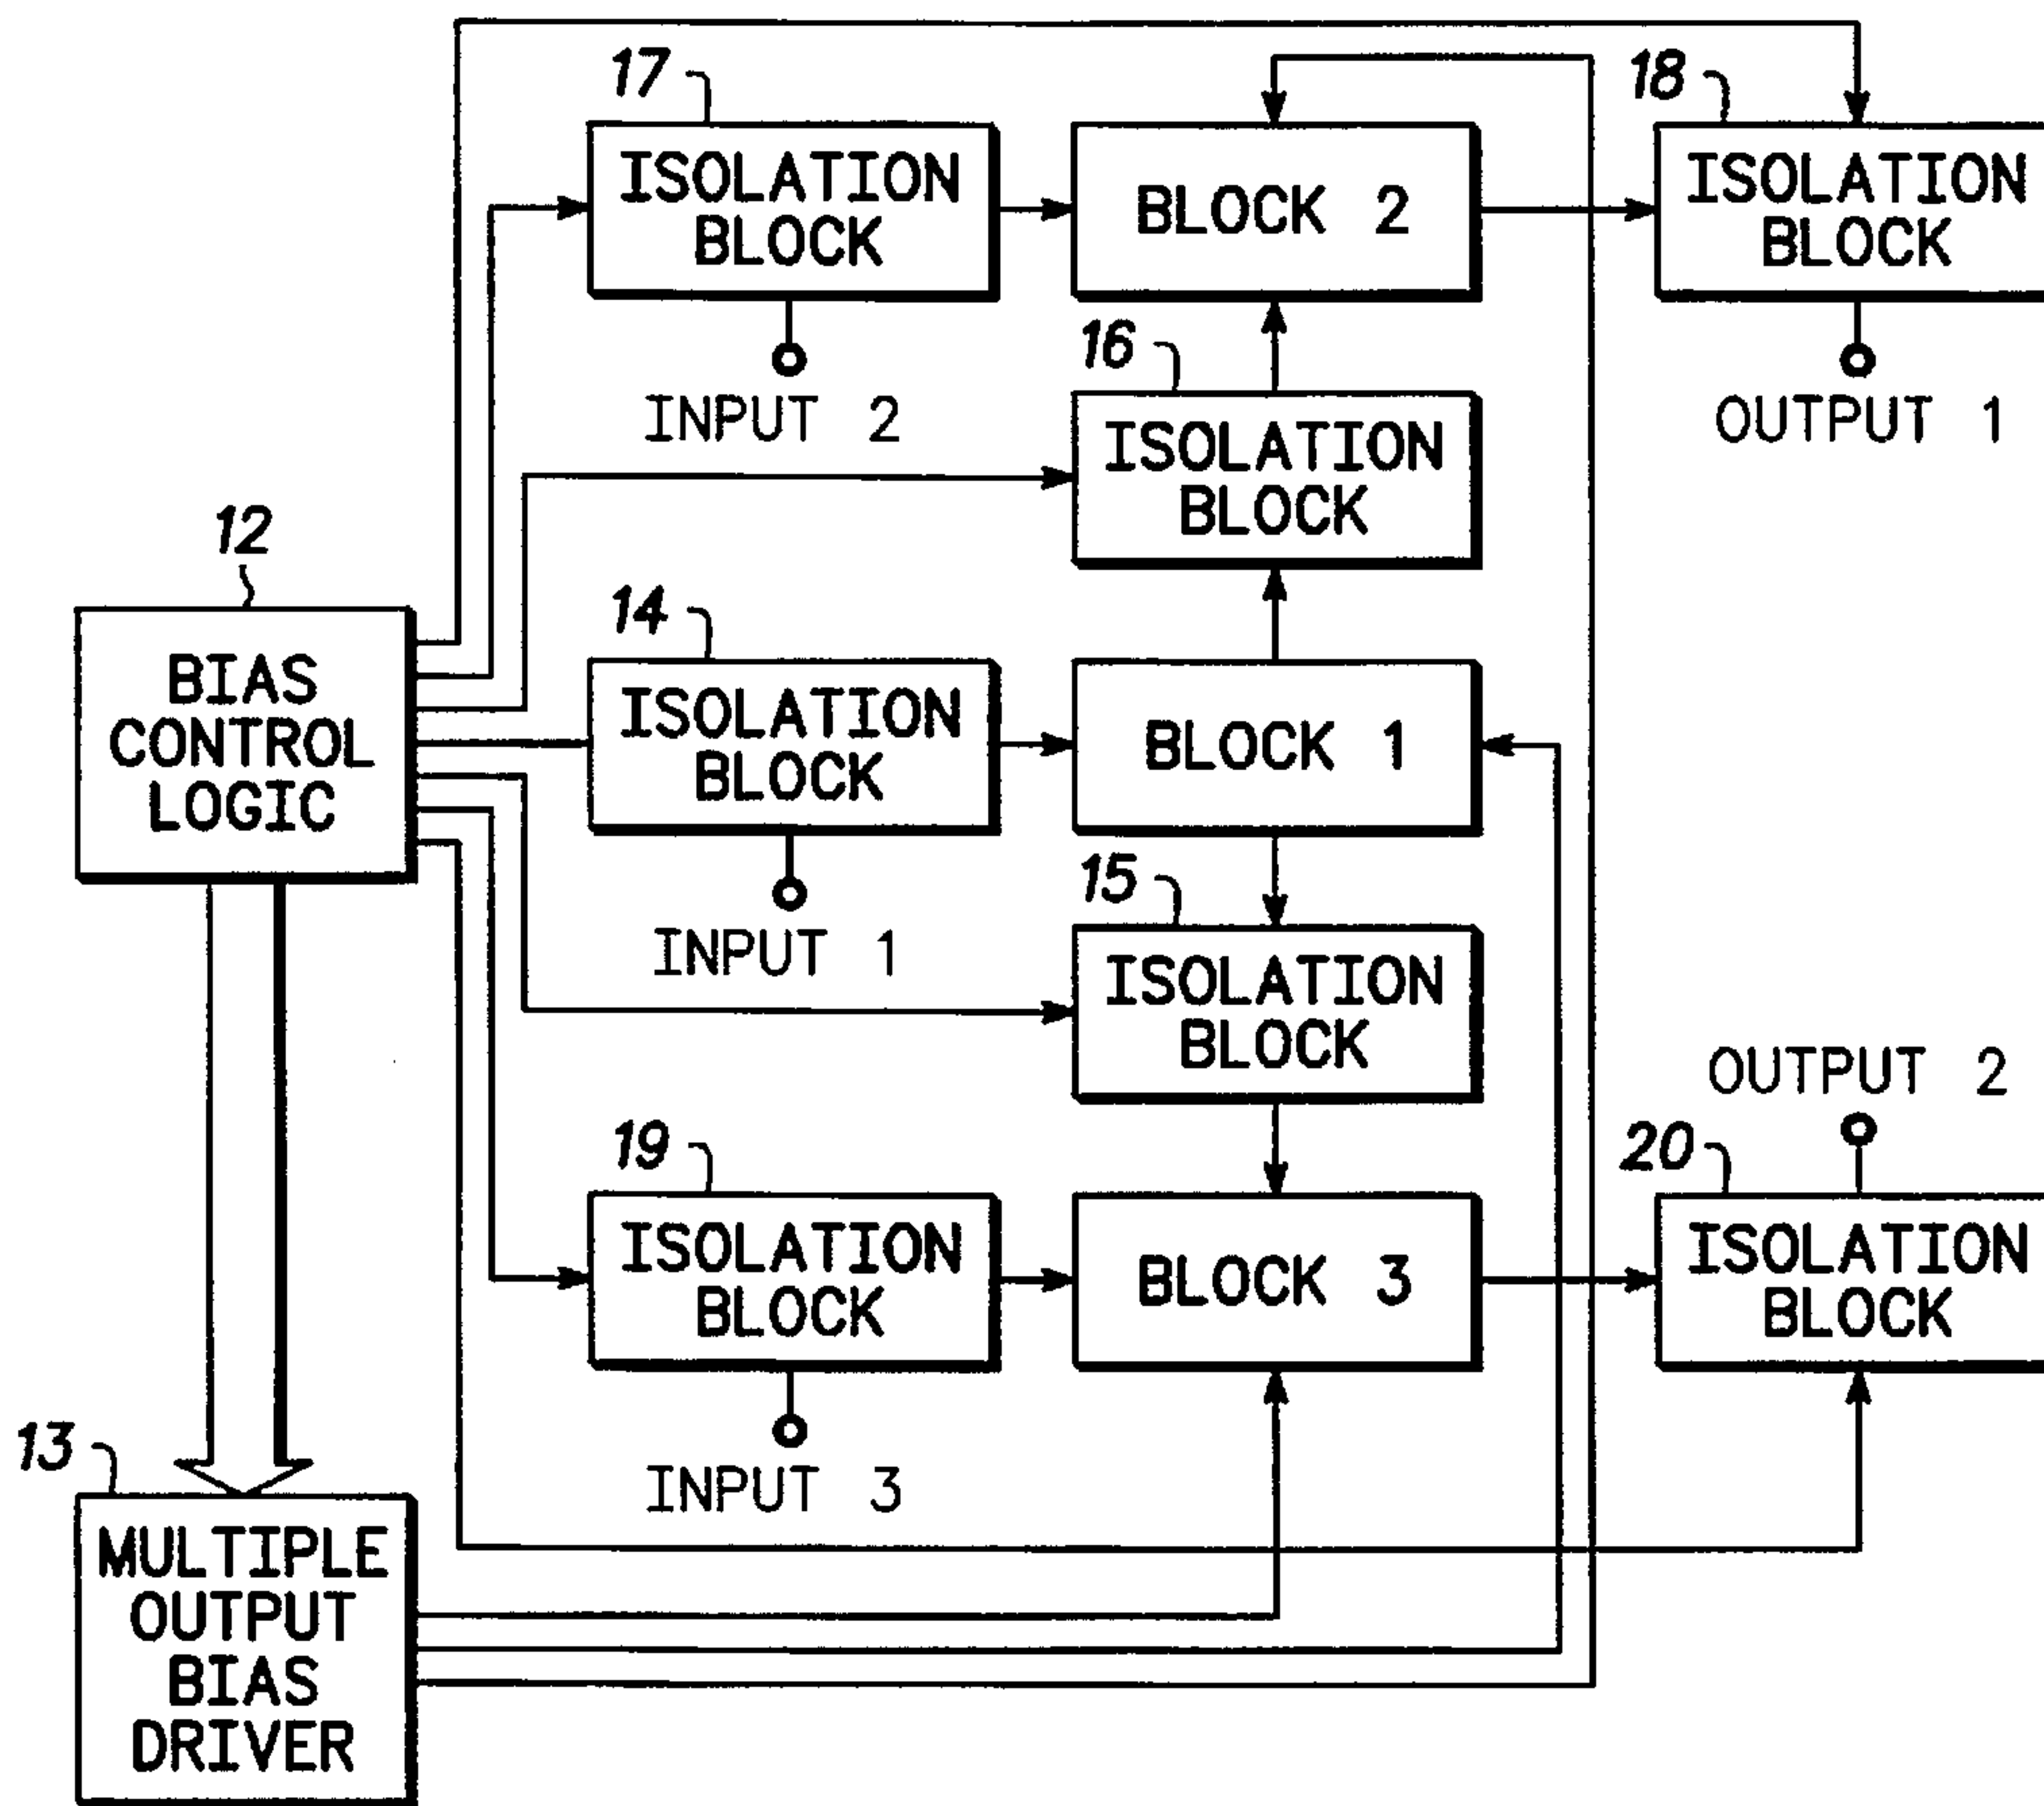 17
18
ISOLATION
BLOCK
BLOCK 2
ISOLATION
BLOCK
INPUT 2
16
OUTPUT 1
ISOLATION
BLOCK
12
14
BIAS
CONTROL
LOGIC
ISOLATION
BLOCK
BLOCK 1
INPUT 1
15
ISOLATION
BLOCK
OUTPUT 2
19
20
ISOLATION
BLOCK
BLOCK 3
ISOLATION
BLOCK
INPUT 3
13
MULTIPLE
OUTPUT
BIAS
DRIVER